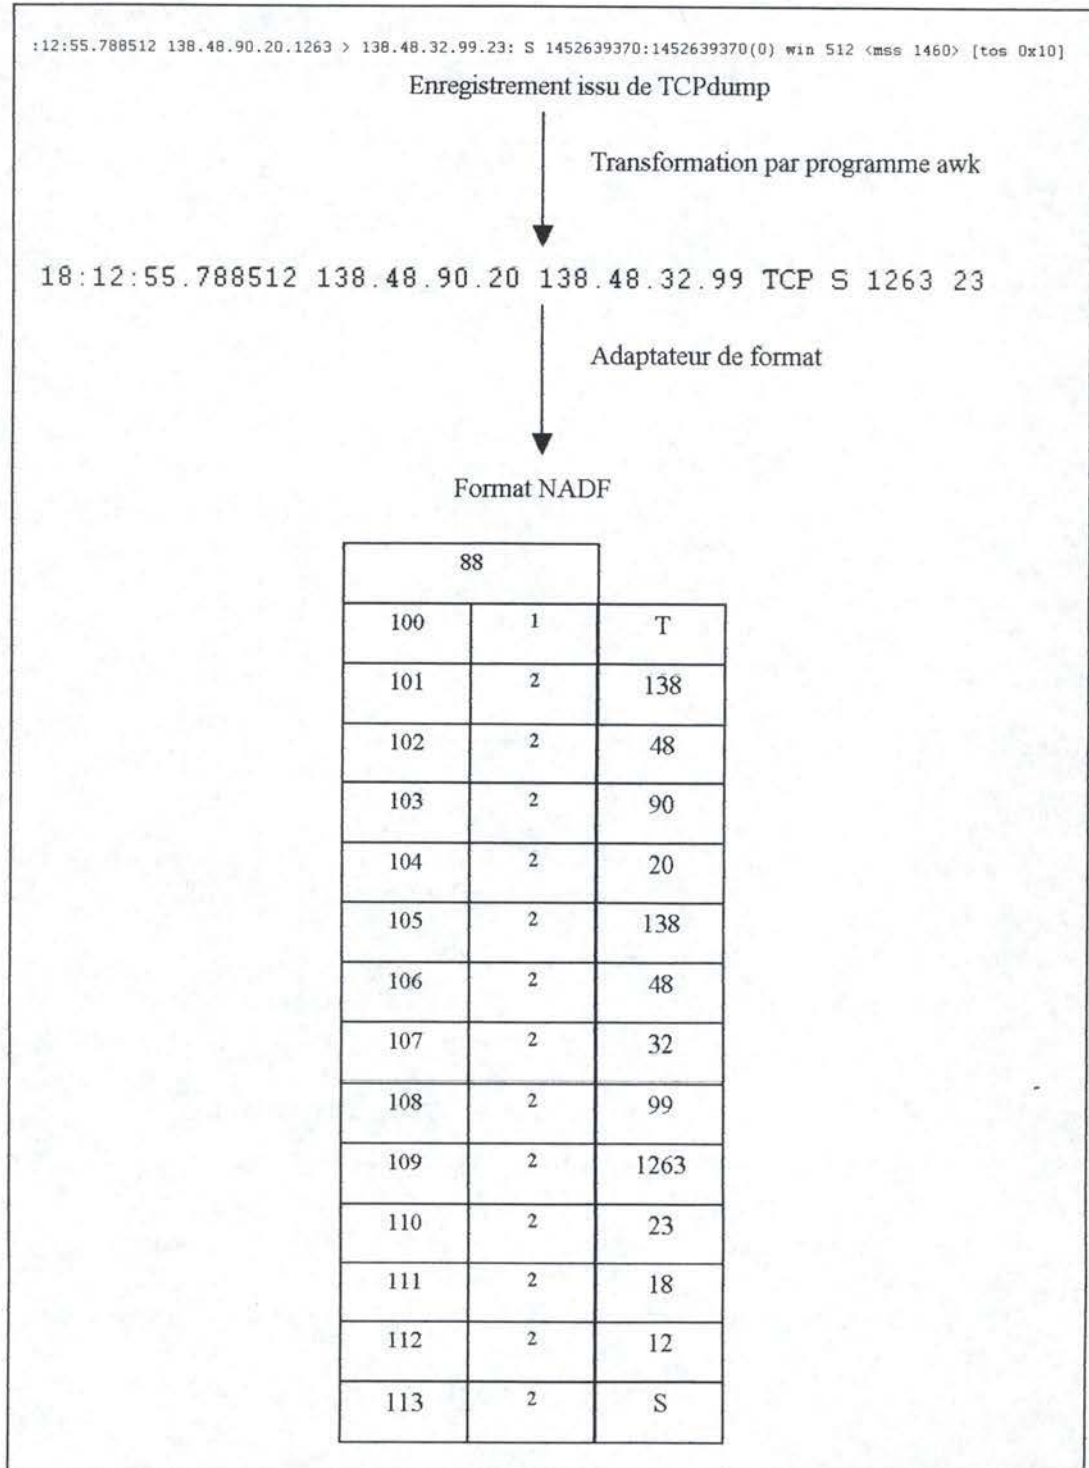 :12:55.788512 138.48.90.20.1263 > 138.48.32.99.23: S 1452639370:1452639370(0) win 512 <mss 1460> [tos 0x10]
Enregistrement issu de TCPdump
Transformation par programme awk
18:12:55.788512 138.48.90.20 138.48.32.99 TCP S 1263 23
Adaptateur de format
Format NADF
88
100 1 T
101 2 138
102 2 48
103 2 90
104 2 20
105 2 138
106 2 48
107 2 32
108 2 99
109 2 1263
110 2 23
111 2 18
112 2 12
113 2 S